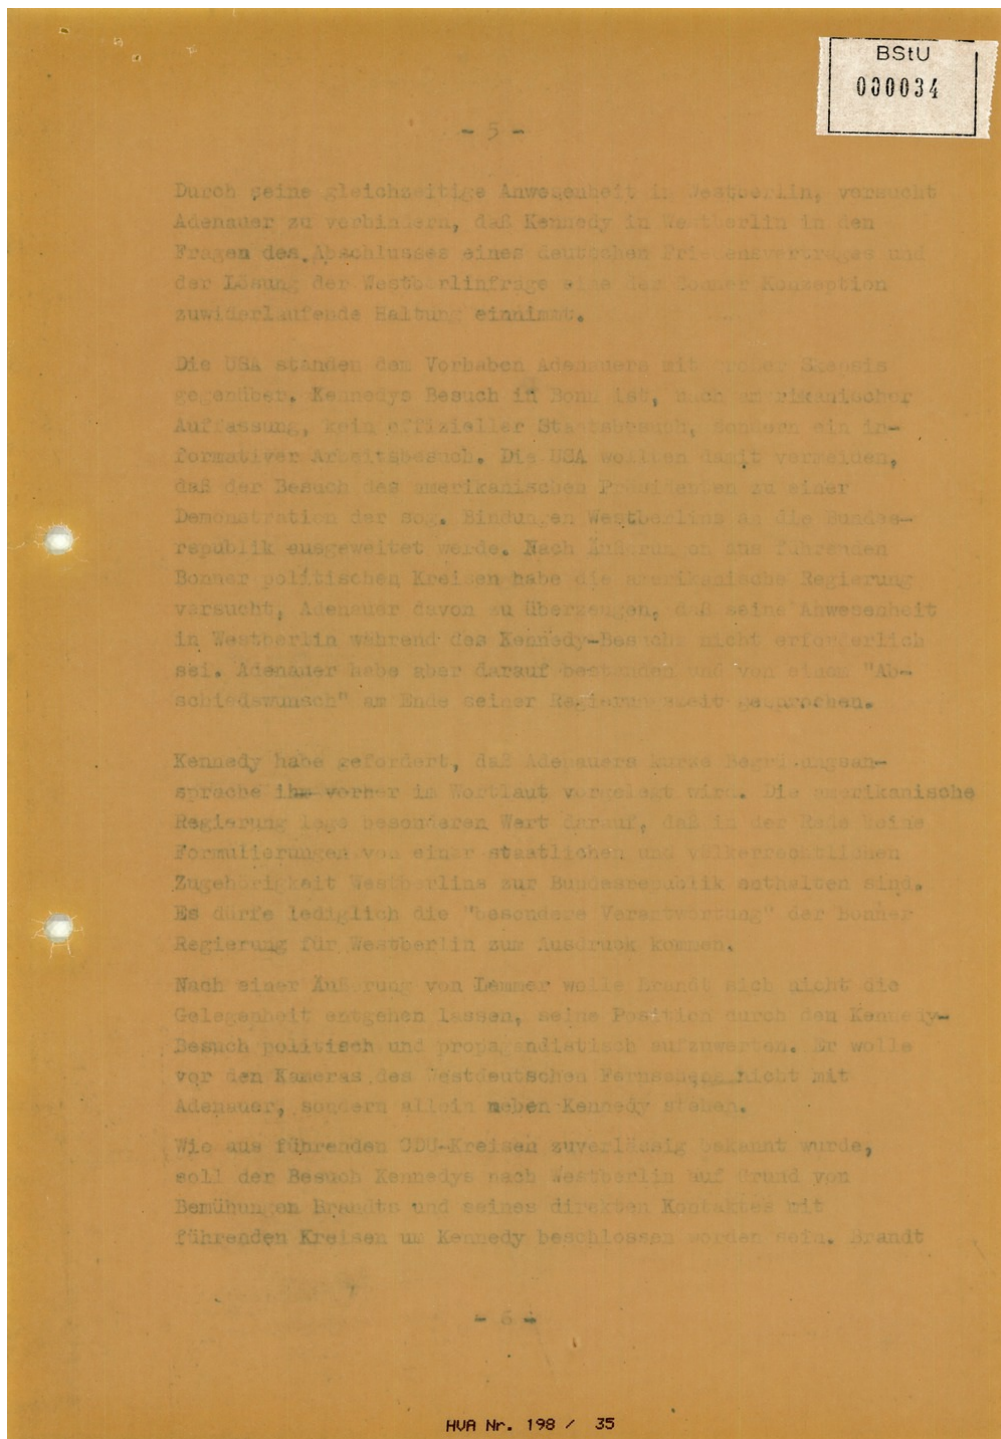 BStU
000034
- 5 -
Durch seine gleichzeitige Anwesenheit in Westberlin, versucht
Adenauer zu verhindern, daß Kennedy in Westberlin in den
Fragen des Abschlusses eines deutschen Friedensvertrages und
der Lösung der Westberlinfrage eine der Bonner Konzeption
zuwiderlaufende Haltung einnimmt.
Die USA standen dem Vorhaben Adenauers mit großer Skepsis
gegenüber. Kennedys Besuch in Bonn ist, nach amerikanischer
Auffassung, kein offizieller Staatsbesuch, sondern ein in-
formativer Arbeitsbesuch. Die USA wollten damit vermeiden,
daß der Besuch des amerikanischen Präsidenten zu einer
Demonstration der sog. Bindungen Westberlins an die Bundes-
republik ausgeweitet werde. Nach Äußerungen aus führenden
Bonner politischen Kreisen habe die amerikanische Regierung
versucht, Adenauer davon zu überzeugen, daß seine Anwesenheit
in Westberlin während des Kennedy-Besuchs nicht erforderlich
sei. Adenauer habe aber darauf bestanden und von einem "Ab-
schiedswunsch" am Ende seiner Regierungszeit gesprochen.
Kennedy habe gefordert, daß Adenauers kurze Begrüßungsan-
sprache ihm vorher im Wortlaut vorgelegt wird. Die amerikanische
Regierung lege besonderen Wert darauf, daß in der Rede keine
Formulierungen von einer staatlichen und völkerrechtlichen
Zugehörigkeit Westberlins zur Bundesrepublik enthalten sind.
Es dürfe lediglich die "besondere Verantwortung" der Bonner
Regierung für Westberlin zum Ausdruck kommen.
Nach einer Äußerung von Lemmer wolle Brandt sich nicht die
Gelegenheit entgehen lassen, seine Position durch den Kennedy-
Besuch politisch und propagandistisch aufzuwerten. Er wolle
vor den Kameras des Westdeutschen Fernsehens nicht mit
Adenauer, sondern allein neben Kennedy stehen.
Wie aus führenden CDU-Kreisen zuverlässig bekannt wurde,
soll der Besuch Kennedys nach Westberlin auf Grund von
Bemühungen Brandts und seines direkten Kontaktes mit
führenden Kreisen um Kennedy beschlossen worden sein. Brandt
- 6 -
HVA Nr. 198 / 35